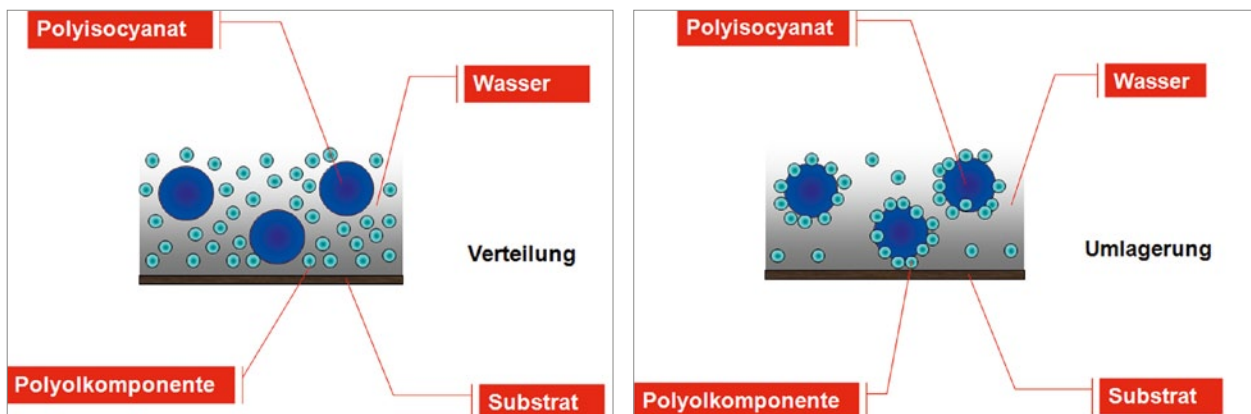 Polyisocyanat
Wasser
Verteilung
Polyolkomponente
Substrat
Polyisocyanat
Wasser
Umlagerung
Polyolkomponente
Substrat